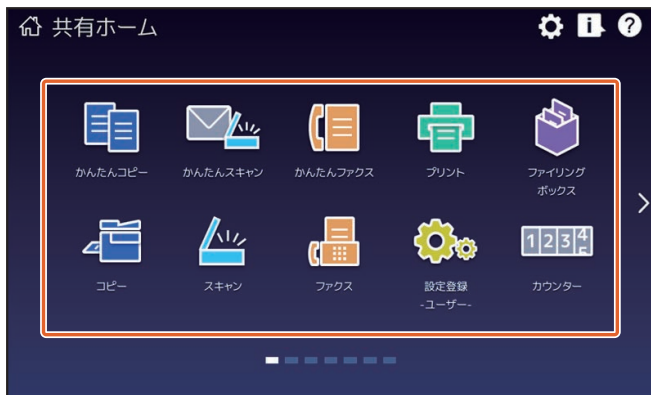 共有ホーム
かんたんコピー
かんたんスキャン
かんたんファクス
プリント
ファイリング
ボックス
コピー
スキャン
ファクス
設定登録
-ユーザー-
1234
5
カウンター